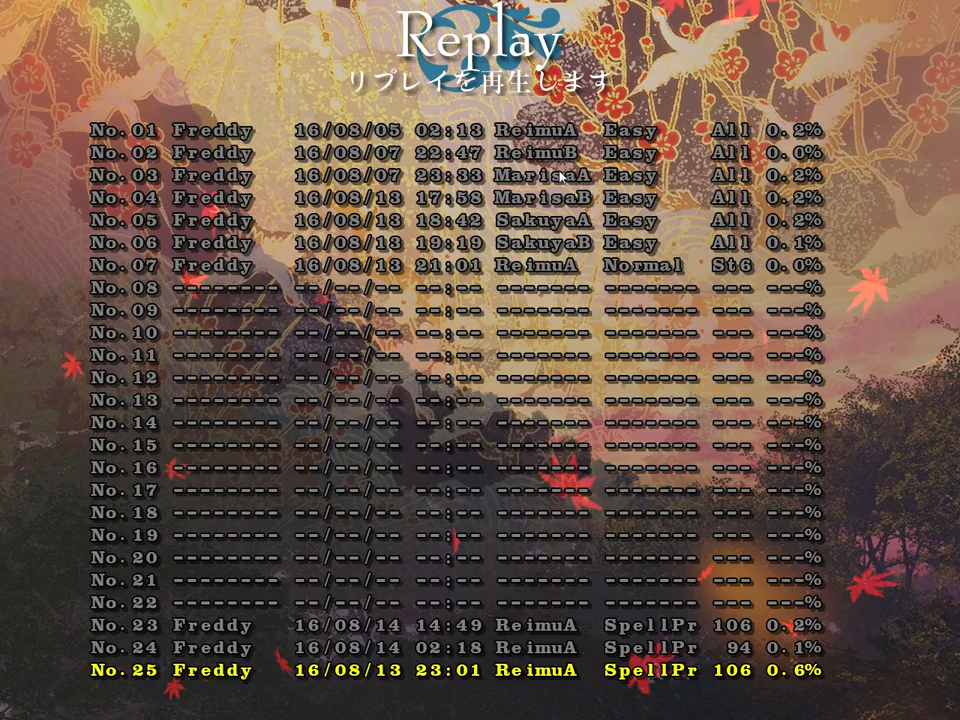 Replay
リプレイを再生します
No.01 Freddy 16/08/05 02:13 ReimuA Easy All 0.2%
No.02 Freddy 16/08/07 22:47 ReimuB Easy All 0.0%
No.03 Freddy 16/08/07 23:33 MarisaA Easy All 0.2%
No.04 Freddy 16/08/13 17:58 MarisaB Easy All 0.2%
No.05 Freddy 16/08/13 18:42 SakuyaA Easy All 0.2%
No.06 Freddy 16/08/13 19:19 SakuyaB Easy All 0.1%
No.07 Freddy 16/08/13 21:01 ReimuA Normal St6 0.0%
No.08 -------- --/--/-- --:-- ------- ------- --- ---%
No.09 -------- --/--/-- --:-- ------- ------- --- ---%
No.10 -------- --/--/-- --:-- ------- ------- --- ---%
No.11 -------- --/--/-- --:-- ------- ------- --- ---%
No.12 -------- --/--/-- --:-- ------- ------- --- ---%
No.13 -------- --/--/-- --:-- ------- ------- --- ---%
No.14 -------- --/--/-- --:-- ------- ------- --- ---%
No.15 -------- --/--/-- --:-- ------- ------- --- ---%
No.16 -------- --/--/-- --:-- ------- ------- --- ---%
No.17 -------- --/--/-- --:-- ------- ------- --- ---%
No.18 -------- --/--/-- --:-- ------- ------- --- ---%
No.19 -------- --/--/-- --:-- ------- ------- --- ---%
No.20 -------- --/--/-- --:-- ------- ------- --- ---%
No.21 -------- --/--/-- --:-- ------- ------- --- ---%
No.22 -------- --/--/-- --:-- ------- ------- --- ---%
No.23 Freddy 16/08/14 14:49 ReimuA SpellPr 106 0.2%
No.24 Freddy 16/08/14 02:18 ReimuA SpellPr 94 0.1%
No.25 Freddy 16/08/13 23:01 ReimuA SpellPr 106 0.6%